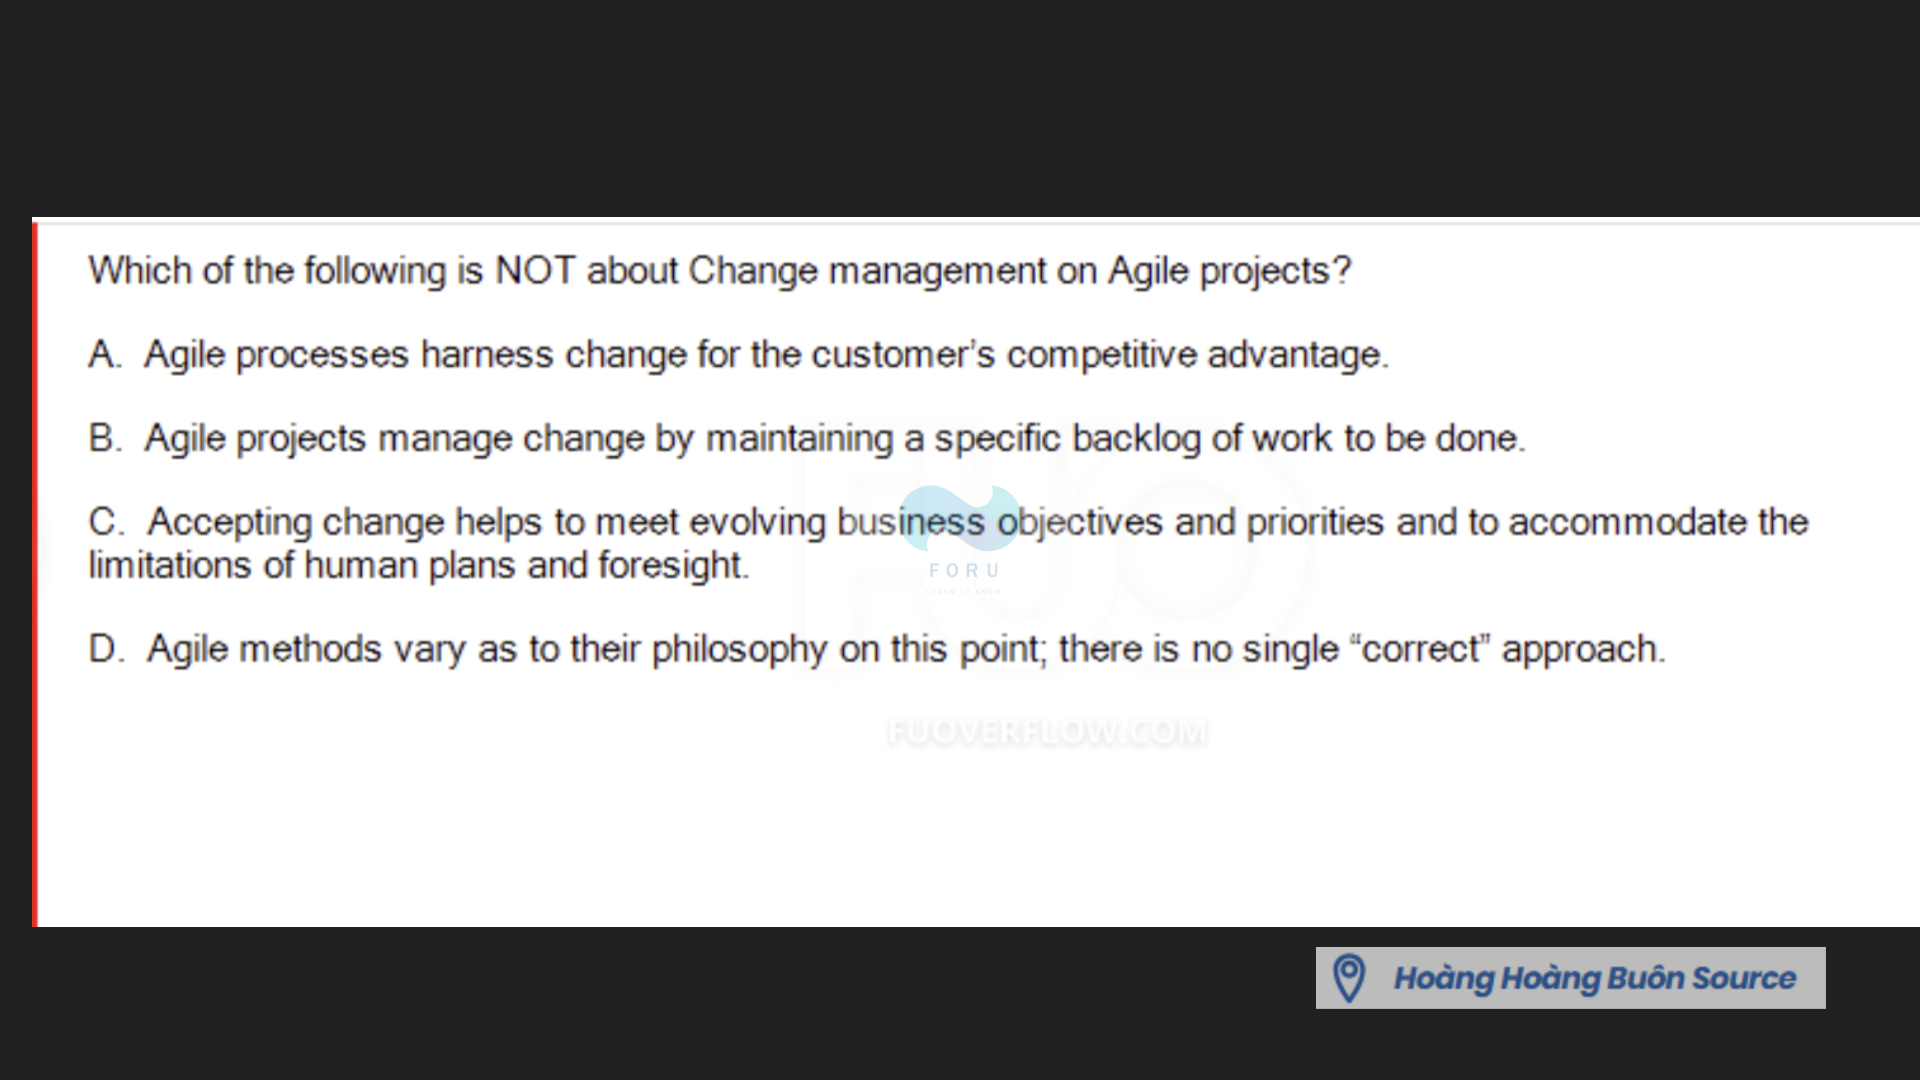 Which of the following is NOT about Change management on Agile projects?
A. Agile processes harness change for the customer’s competitive advantage.
B. Agile projects manage change by maintaining a specific backlog of work to be done.
C. Accepting change helps to meet evolving business objectives and priorities and to accommodate the
limitations of human plans and foresight.
FORU
LEARN TO KNOW
D. Agile methods vary as to their philosophy on this point; there is no single “correct” approach.
FUOVERFLOW.COM
Hoàng Hoàng Buôn Source